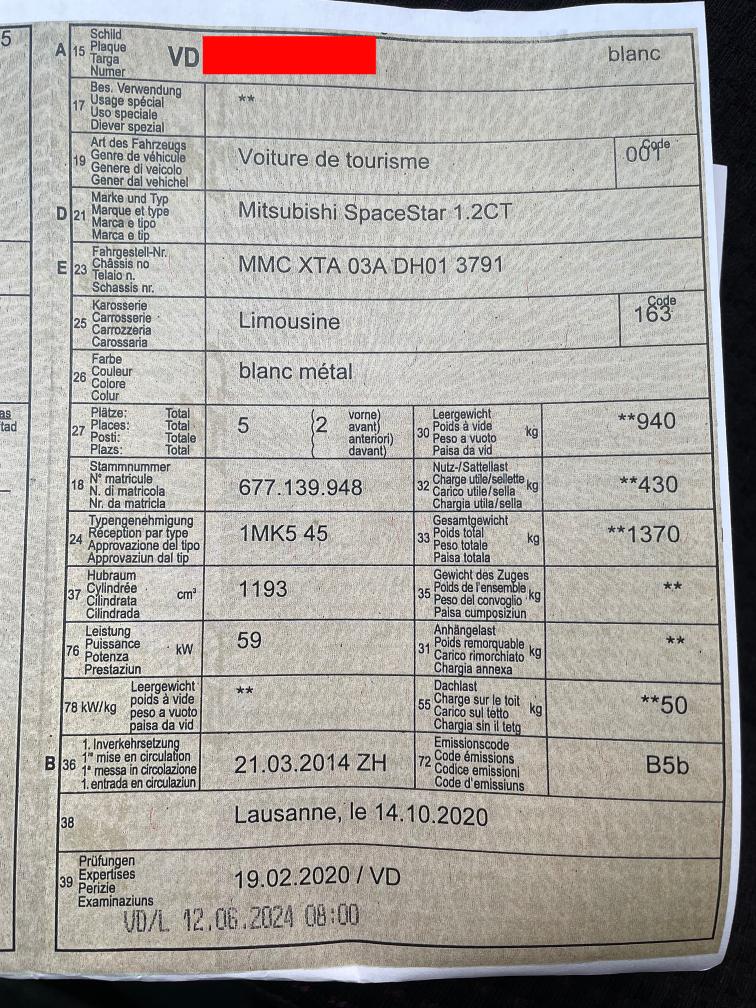 5
A 15 Schild
Plaque
Targa
Numer
VD
blanc
17 Bes. Verwendung
Usage spécial
Uso speciale
Diever spezial
**
19 Art des Fahrzeugs
Genre de véhicule
Genere di veicolo
Gener dal vehichel
Voiture de tourisme
Code
001
D 21 Marke und Typ
Marque et type
Marca e tipo
Marca e tip
Mitsubishi SpaceStar 1.2CT
E 23 Fahrgestell-Nr.
Châssis no
Telaio n.
Schassis nr.
MMC XTA 03A DH01 3791
25 Karosserie
Carrosserie
Carrozzeria
Carossaria
Limousine
Code
163
26 Farbe
Couleur
Colore
Colur
blanc métal
as
tad
27 Plätze: Total
Places: Total
Posti: Totale
Plazs: Total
5
(2 vorne)
avant)
anteriori)
davant)
30 Leergewicht
Poids à vide
Peso a vuoto
Paisa da vid
kg
**940
18 Stammnummer
N° matricule
N. di matricola
Nr. da matricla
677.139.948
32 Nutz-/Sattellast
Charge utile/sellette
Carico utile/sella
Chargia utila/sella
kg
**430
24 Typengenehmigung
Réception par type
Approvazione del tipo
Approvaziun dal tip
1MK5 45
33 Gesamtgewicht
Poids total
Peso totale
Paisa totala
kg
**1370
37 Hubraum
Cylindrée
Cilindrata
Cilindrada
cm³
1193
35 Gewicht des Zuges
Poids de l'ensemble
Peso del convoglio
Paisa cumposiziun
kg
**
76 Leistung
Puissance
Potenza
Prestaziun
kW
59
31 Anhängelast
Poids remorquable
Carico rimorchiato
Chargia annexa
kg
**
78 kW/kg Leergewicht
poids à vide
peso a vuoto
paisa da vid
**
55 Dachlast
Charge sur le toit
Carico sul tetto
Chargia sin il tetg
kg
**50
B 36 1. Inverkehrsetzung
1re mise en circulation
1a messa in circolazione
1. entrada en circulaziun
21.03.2014 ZH
72 Emissionscode
Code émissions
Codice emissioni
Code d'emissiuns
B5b
38
Lausanne, le 14.10.2020
39 Prüfungen
Expertises
Perizie
Examinaziuns
19.02.2020 / VD
VD/L 12.06.2024 08:00